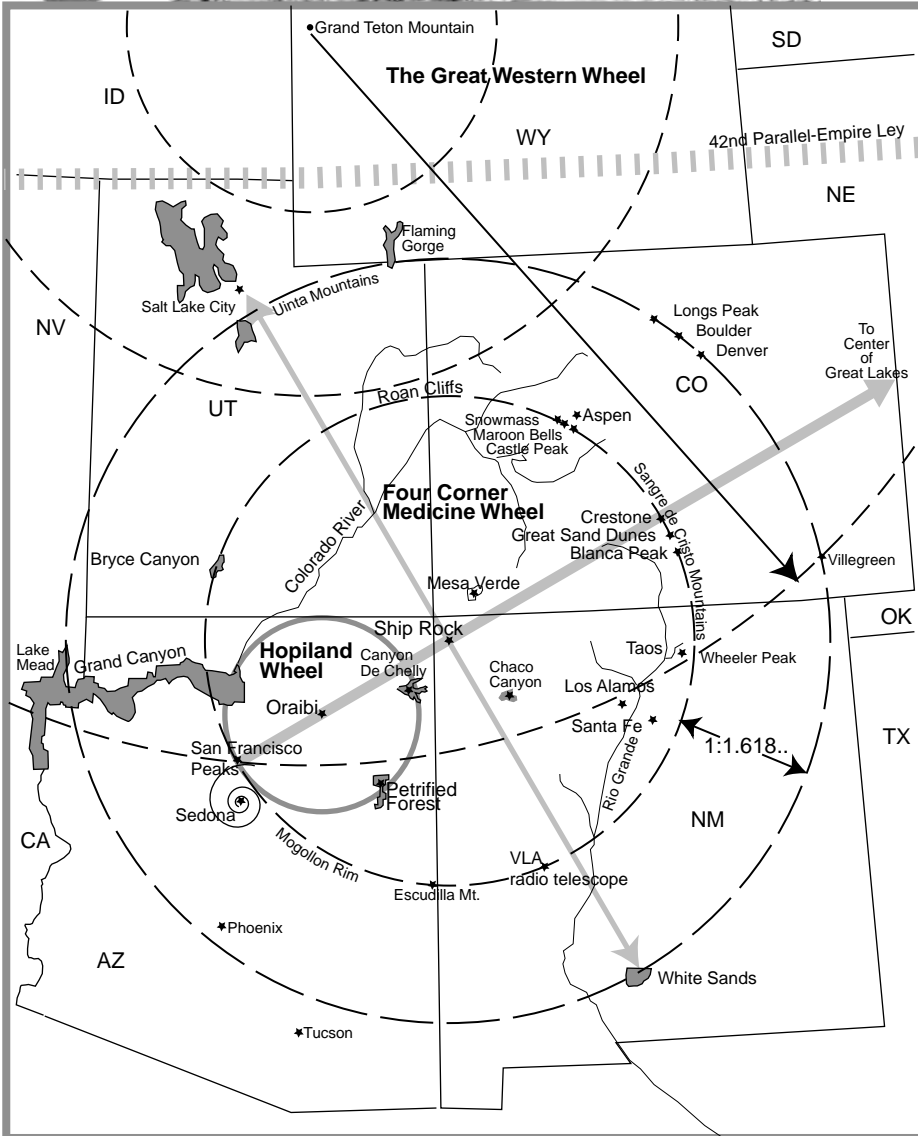 Grand Teton Mountain
SD
The Great Western Wheel
ID
WY
42nd Parallel-Empire Ley
NE
Flaming
Gorge
Uinta Mountains
Salt Lake City
NV
Longs Peak
Boulder
Denver
To
Center
of
Great Lakes
CO
UT
Roan Cliffs
Aspen
Snowmass
Maroon Bells
Castle Peak
Sangre de Cristo Mountains
Four Corner
Medicine Wheel
Colorado River
Crestone
Great Sand Dunes
Blanca Peak
Bryce Canyon
Villegreen
Mesa Verde
OK
Ship Rock
Lake
Mead
Grand Canyon
Hopiland
Wheel
Canyon
De Chelly
Taos
Wheeler Peak
Chaco
Canyon
Los Alamos
Oraibi
Santa Fe
TX
1:1.618..
San Francisco
Peaks
Rio Grande
Petrified
Forest
Sedona
NM
CA
Mogollon Rim
VLA
radio telescope
Escudilla Mt.
Phoenix
AZ
White Sands
Tucson